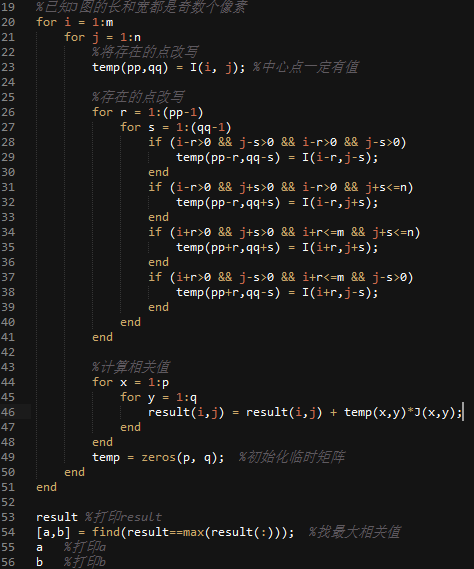 19 %已知J图的长和宽都是奇数个像素
20 for i = 1:m
21 for j = 1:n
22 %将存在的点改写
23 temp(pp,qq) = I(i, j); %中心点一定有值
24
25 %存在的点改写
26 for r = 1:(pp-1)
27 for s = 1:(qq-1)
28 if (i-r>0 && j-s>0 && i-r>0 && j-s>0)
29 temp(pp-r,qq-s) = I(i-r,j-s);
30 end
31 if (i-r>0 && j+s>0 && i-r>0 && j+s<=n)
32 temp(pp-r,qq+s) = I(i-r,j+s);
33 end
34 if (i+r>0 && j+s>0 && i+r<=m && j+s<=n)
35 temp(pp+r,qq+s) = I(i+r,j+s);
36 end
37 if (i+r>0 && j-s>0 && i+r<=m && j-s>0)
38 temp(pp+r,qq-s) = I(i+r,j-s);
39 end
40 end
41 end
42
43 %计算相关值
44 for x = 1:p
45 for y = 1:q
46 result(i,j) = result(i,j) + temp(x,y)*J(x,y);
47 end
48 end
49 temp = zeros(p, q); %初始化临时矩阵
50 end
51 end
52
53 result %打印result
54 [a,b] = find(result==max(result(:))); %找最大相关值
55 a %打印a
56 b %打印b